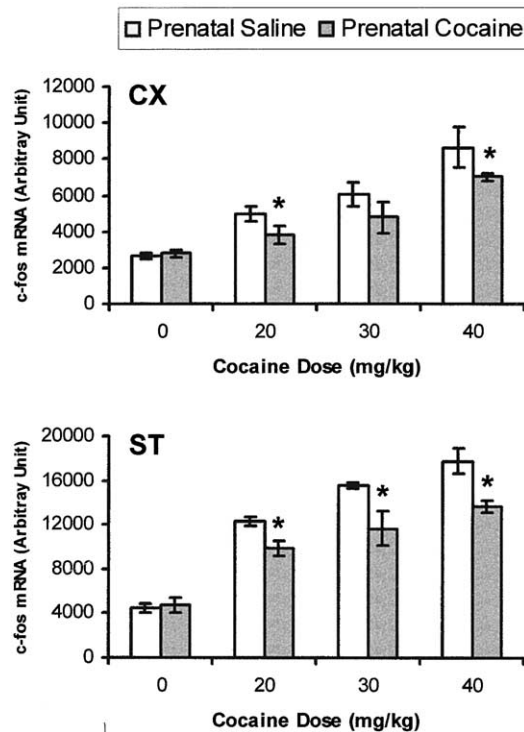 Prenatal Saline Prenatal Cocaine
CX
c-fos mRNA (Arbitray Unit)
12000
10000
8000
6000
4000
2000
0
* *
0 20 30 40
Cocaine Dose (mg/kg)
ST
c-fos mRNA (Arbitray Unit)
20000
16000
12000
8000
4000
0
* * *
0 20 30 40
Cocaine Dose (mg/kg)